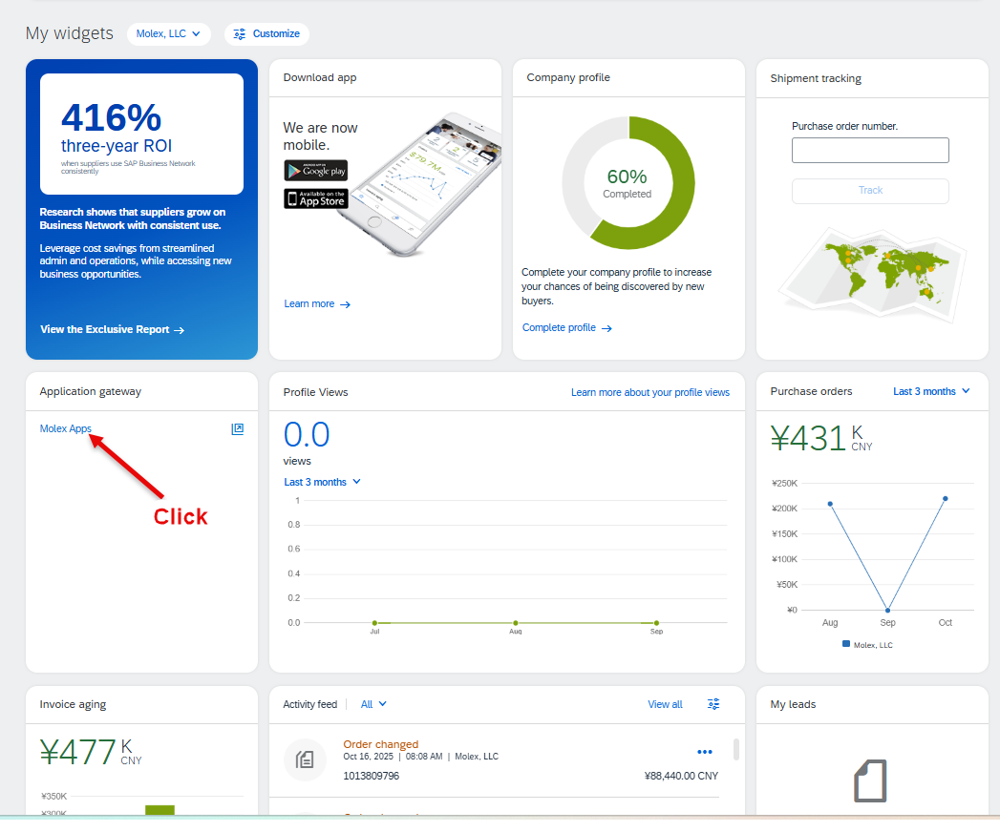 My widgets
Molex, LLC
Customize
416%
three-year ROI
when suppliers use SAP Business Network
consistently
Research shows that suppliers grow on
Business Network with consistent use.
Leverage cost savings from streamlined
admin and operations, while accessing new
business opportunities.
View the Exclusive Report →
Download app
We are now
mobile.
ANDROID APP ON
Google play
Available on the
App Store
$79.7M
Learn more →
Company profile
60%
Completed
Complete your company profile to increase
your chances of being discovered by new
buyers.
Complete profile →
Shipment tracking
Purchase order number.
Track
Application gateway
Molex Apps
Click
Profile Views
Learn more about your profile views
0.0
views
Last 3 months
1
0.8
0.6
0.4
0.2
0.0
Jul
Aug
Sep
Purchase orders
Last 3 months
¥431 K
CNY
¥250K
¥200K
¥150K
¥100K
¥50K
¥0
Aug
Sep
Oct
Molex, LLC
Invoice aging
¥477 K
CNY
¥350K
¥300K
Activity feed
All
View all
Order changed
Oct 16, 2025 | 08:08 AM | Molex, LLC
1013809796
¥88,440.00 CNY
My leads